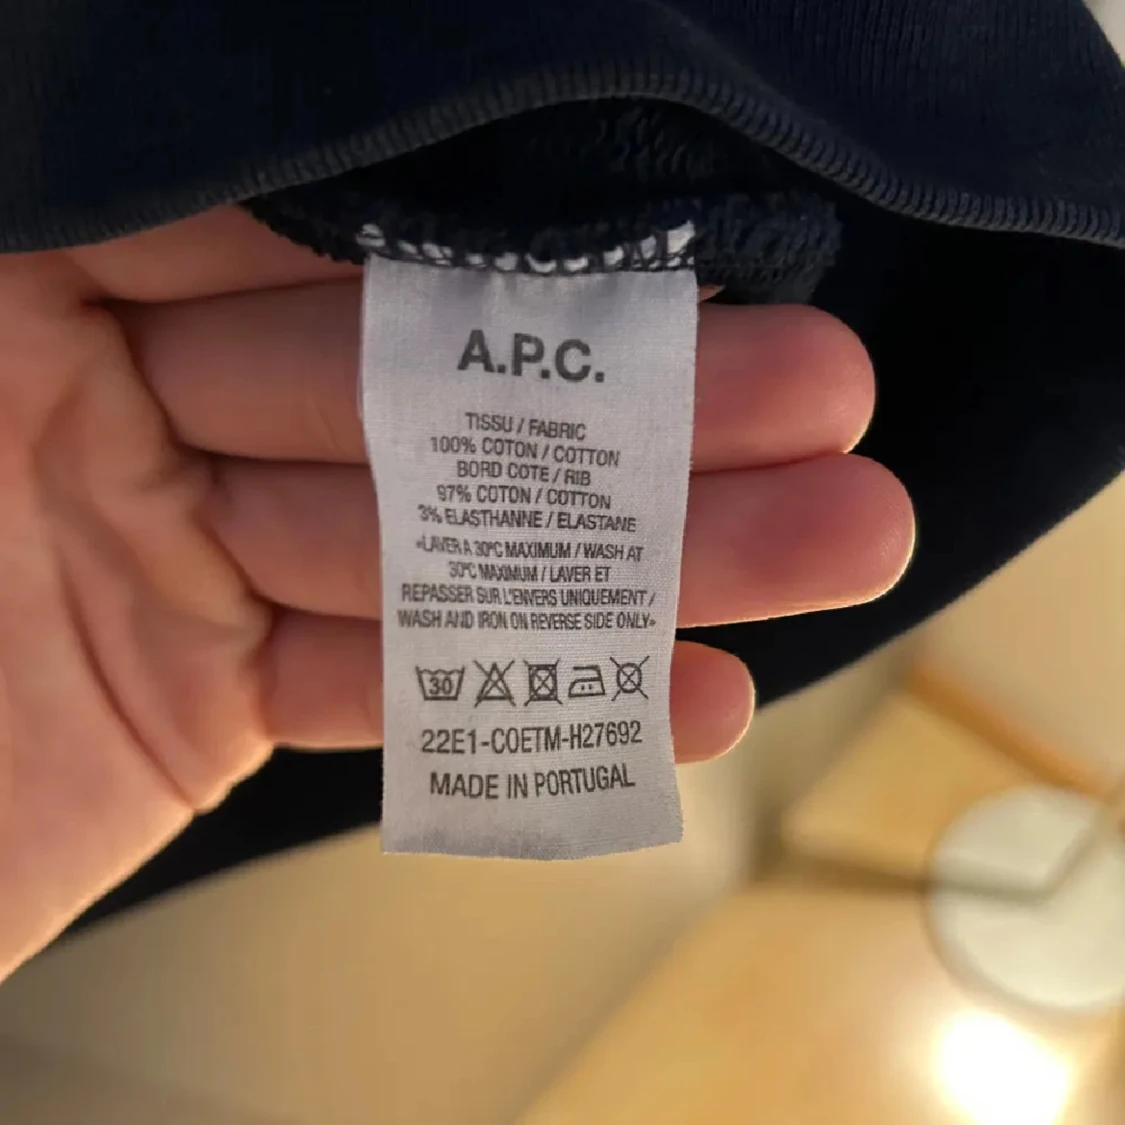 A.P.C.
TISSU / FABRIC
100% COTON / COTTON
BORD COTE / RIB
97% COTON / COTTON
3% ELASTHANNE / ELASTANE
«LAVER A 30°C MAXIMUM / WASH AT
30°C MAXIMUM / LAVER ET
REPASSER SUR L'ENVERS UNIQUEMENT /
WASH AND IRON ON REVERSE SIDE ONLY»
30
22E1-COETM-H27692
MADE IN PORTUGAL